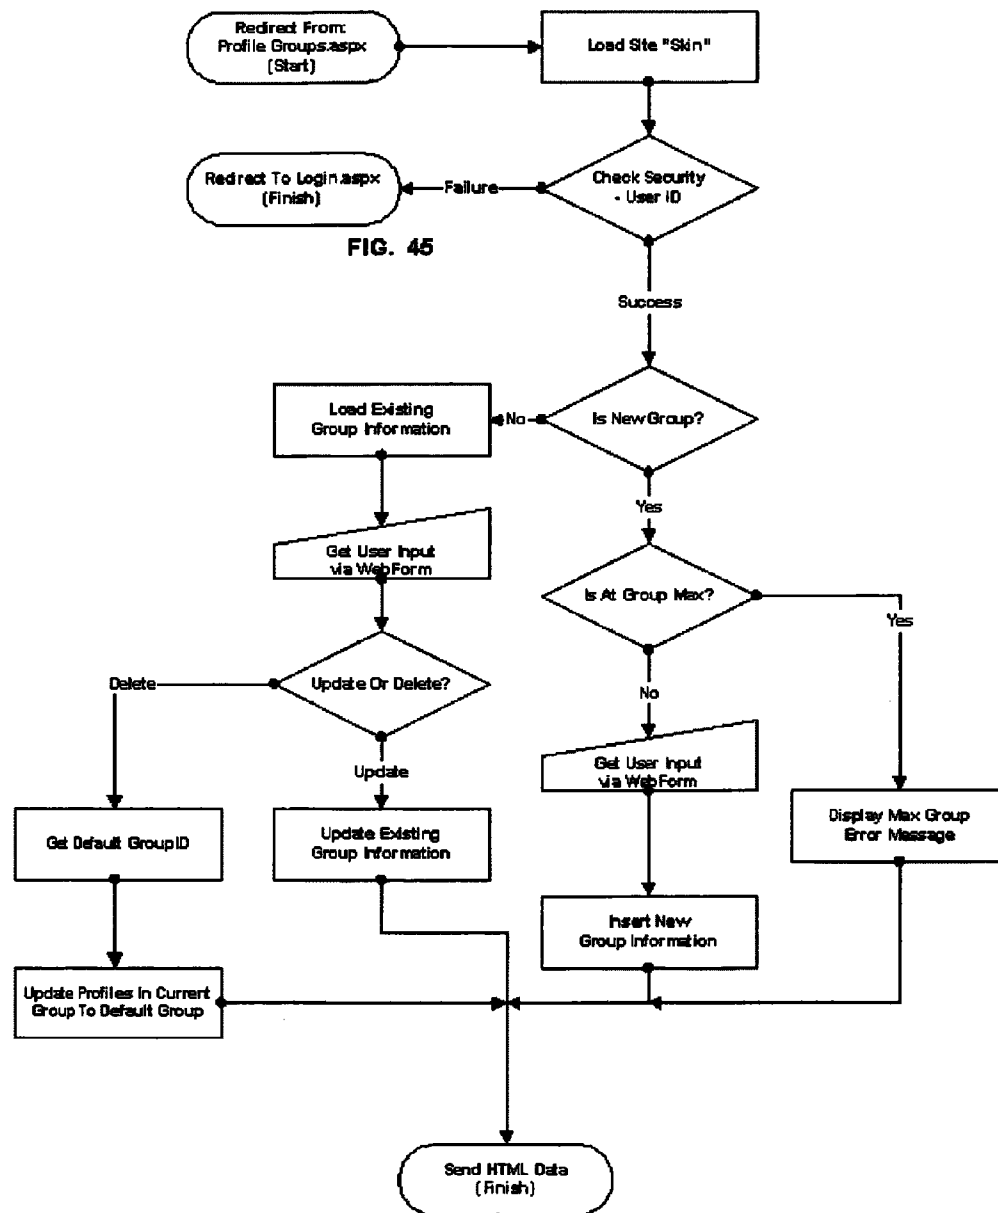 Redirect From:
Profile Groups.aspx
(Start)
Load Site "Skin"
Redirect To Login.aspx
(Finish)
Failure
Check Security
- User ID
FIG. 45
Success
Load Existing
Group Information
No
Is New Group?
Yes
Get User Input
via WebForm
Is At Group Max?
Yes
Delete
Update Or Delete?
No
Update
Get User Input
via WebForm
Get Default GroupID
Update Existing
Group Information
Display Max Group
Error Message
Insert New
Group Information
Update Profiles In Current
Group To Default Group
Send HTML Data
(Finish)